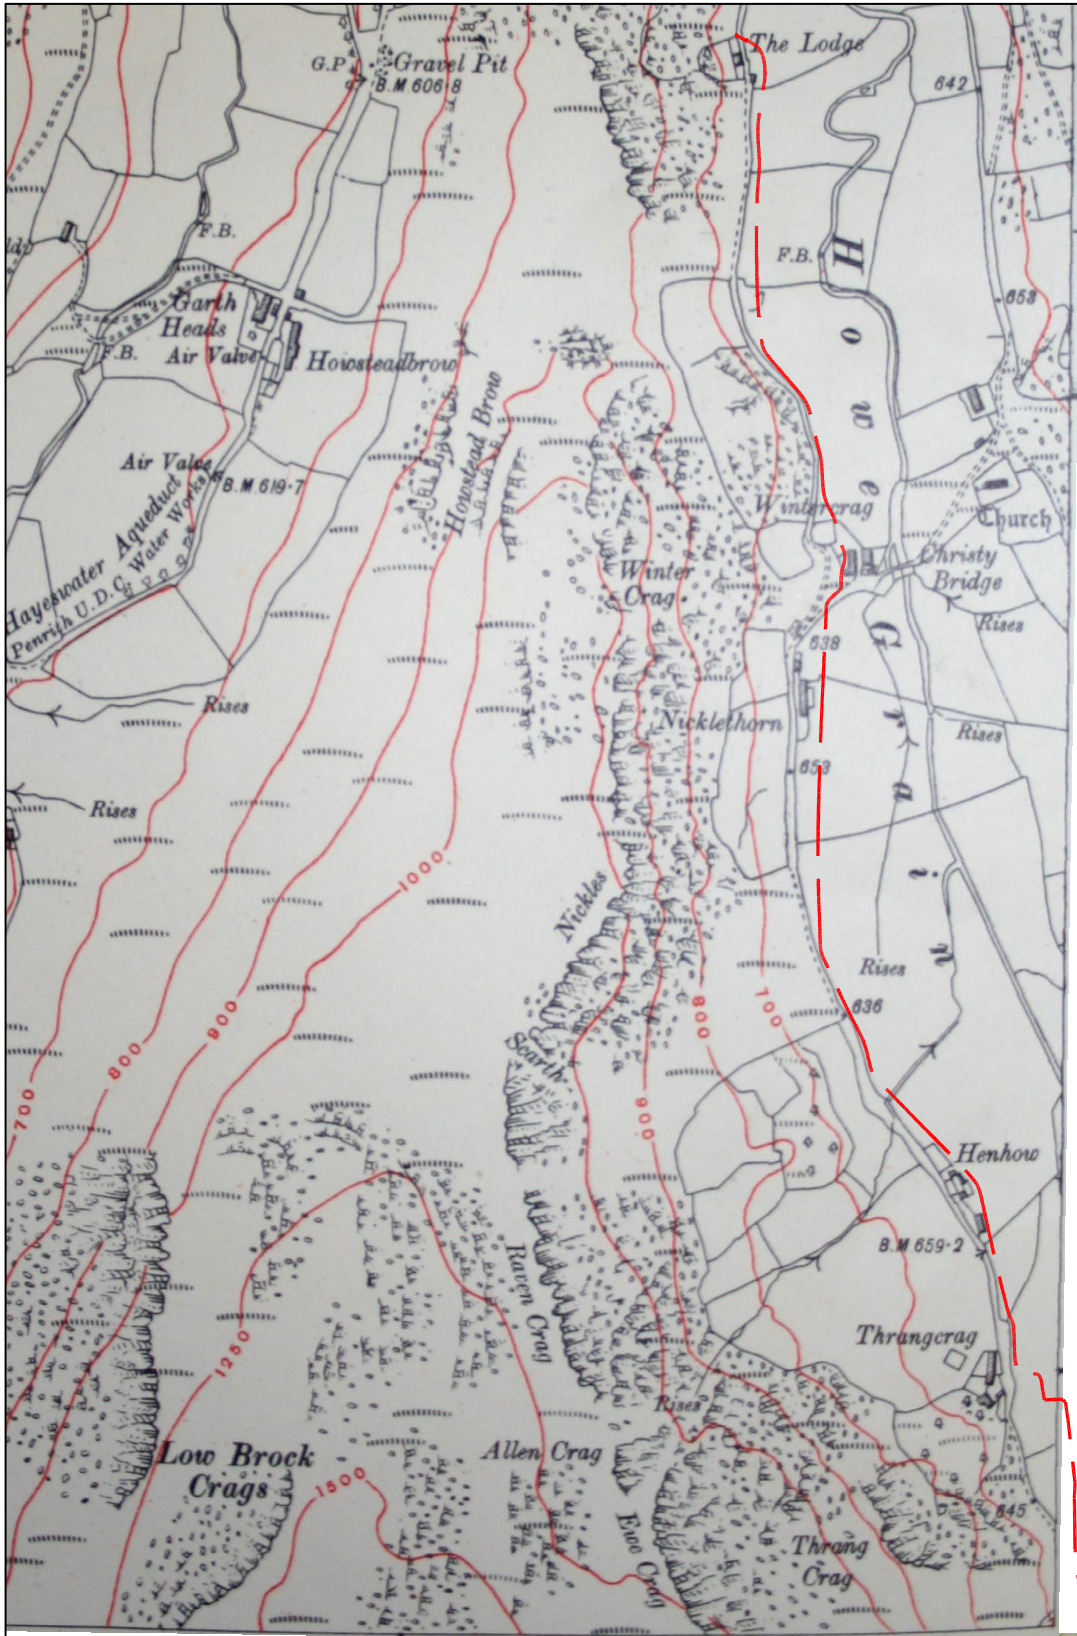 The Lodge
Gravel Pit
G.P.
B.M.606·8
642
F.B.
F.B.
Garth
Heads
F.B.
Air Valve
Howsteadbrow
653
Howstead Brow
Air Valve
B.M.619·7
Hayeswater Aqueduct
Penrith U.D.C. Water Works
Wintercrag
Church
Christy
Bridge
Winter
Crag
Rises
638
Howe Grain
Rises
Nicklethorn
Rises
653
Rises
1000
Nickles
Scarth
Rises
636
700
800
900
800
700
900
Henhow
B.M 659·2
Raven Crag
Thrangcrag
1250
Rises
Low Brock
Crags
Allen Crag
1500
Ewe Crag
645
Thrang
Crag